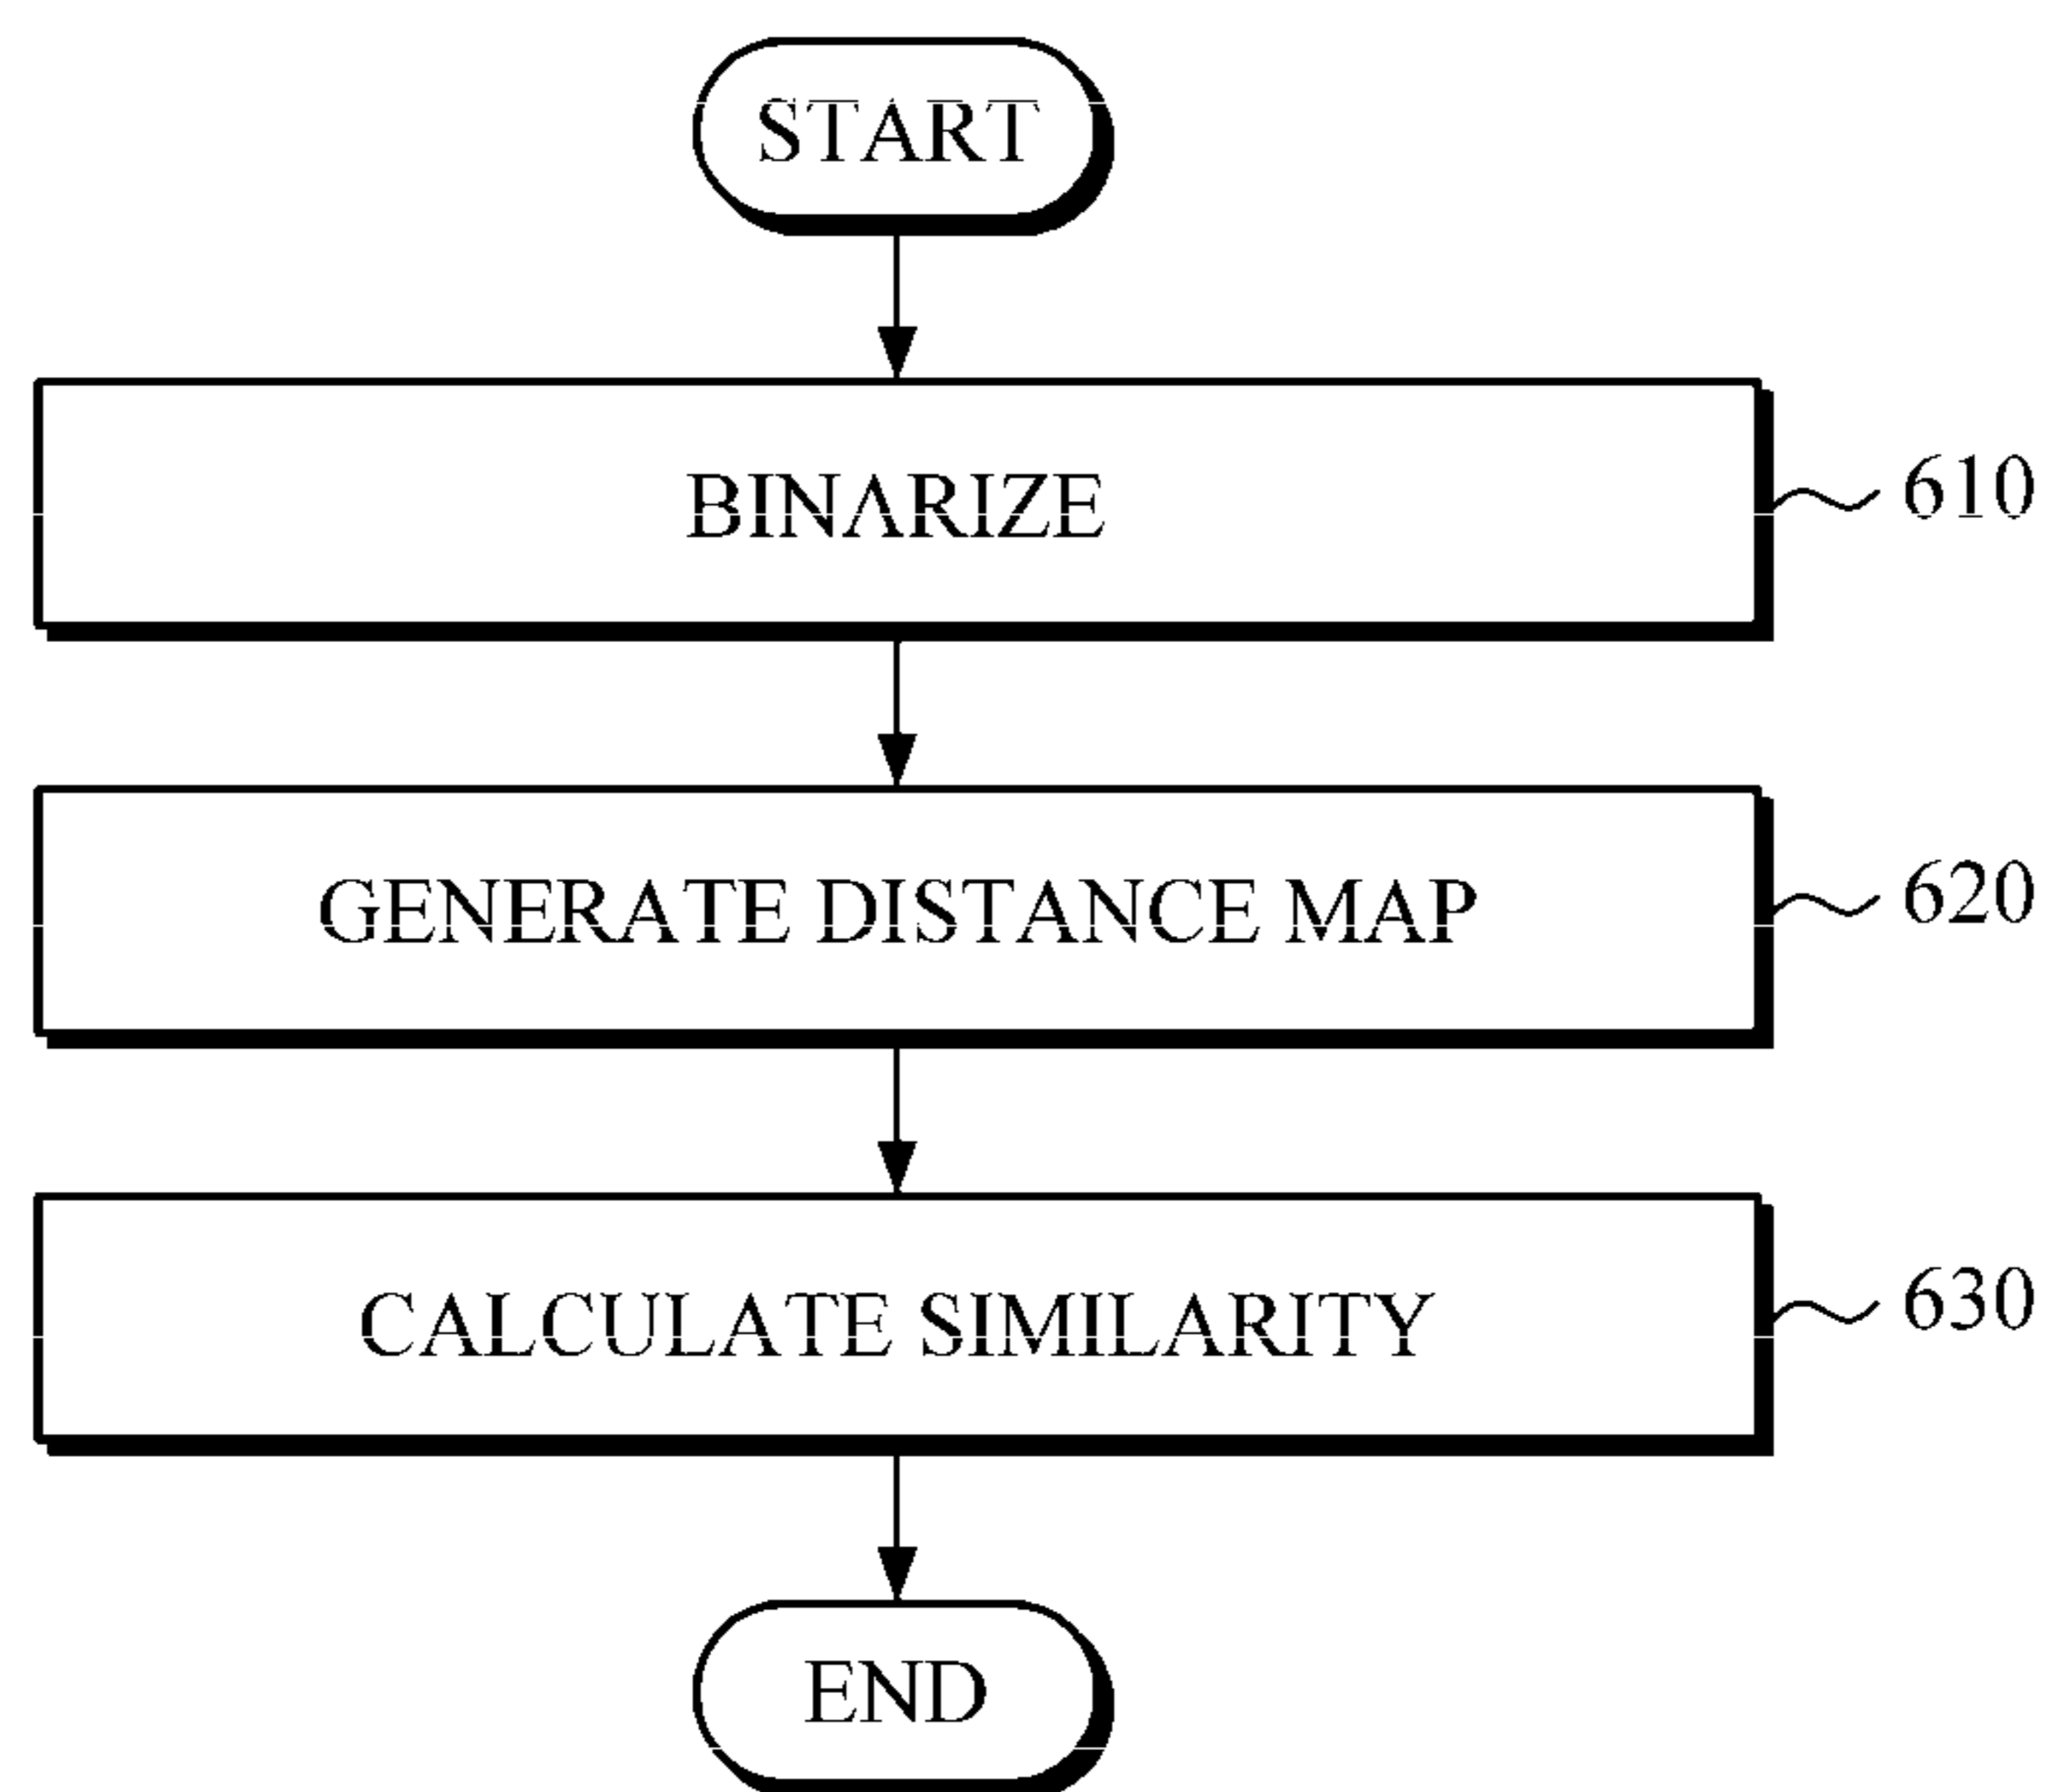 START
BINARIZE
610
GENERATE DISTANCE MAP
620
CALCULATE SIMILARITY
630
END